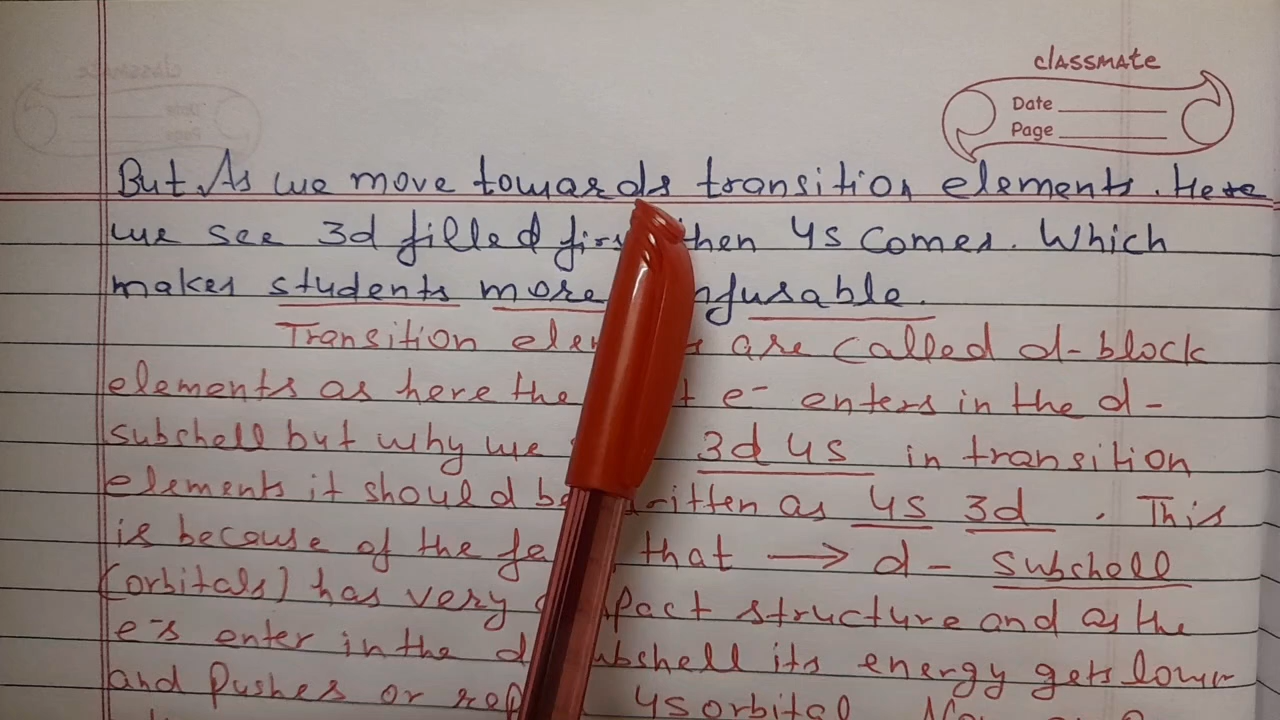 classmate
Date
Page
But As we move towards transition elements. Here
we see 3d filled first then 4s comes. Which
makes students more confusable.
Transition elements are called d-block
elements as here the e⁻ enters in the d-
subshell but why we 3d 4s in transition
elements it should be written as 4s 3d . This
is because of the that → d- subshell
(orbitals) has very compact structure and as the
e⁻s enter in the d subshell its energy gets lower
and Pushes or 4s orbital